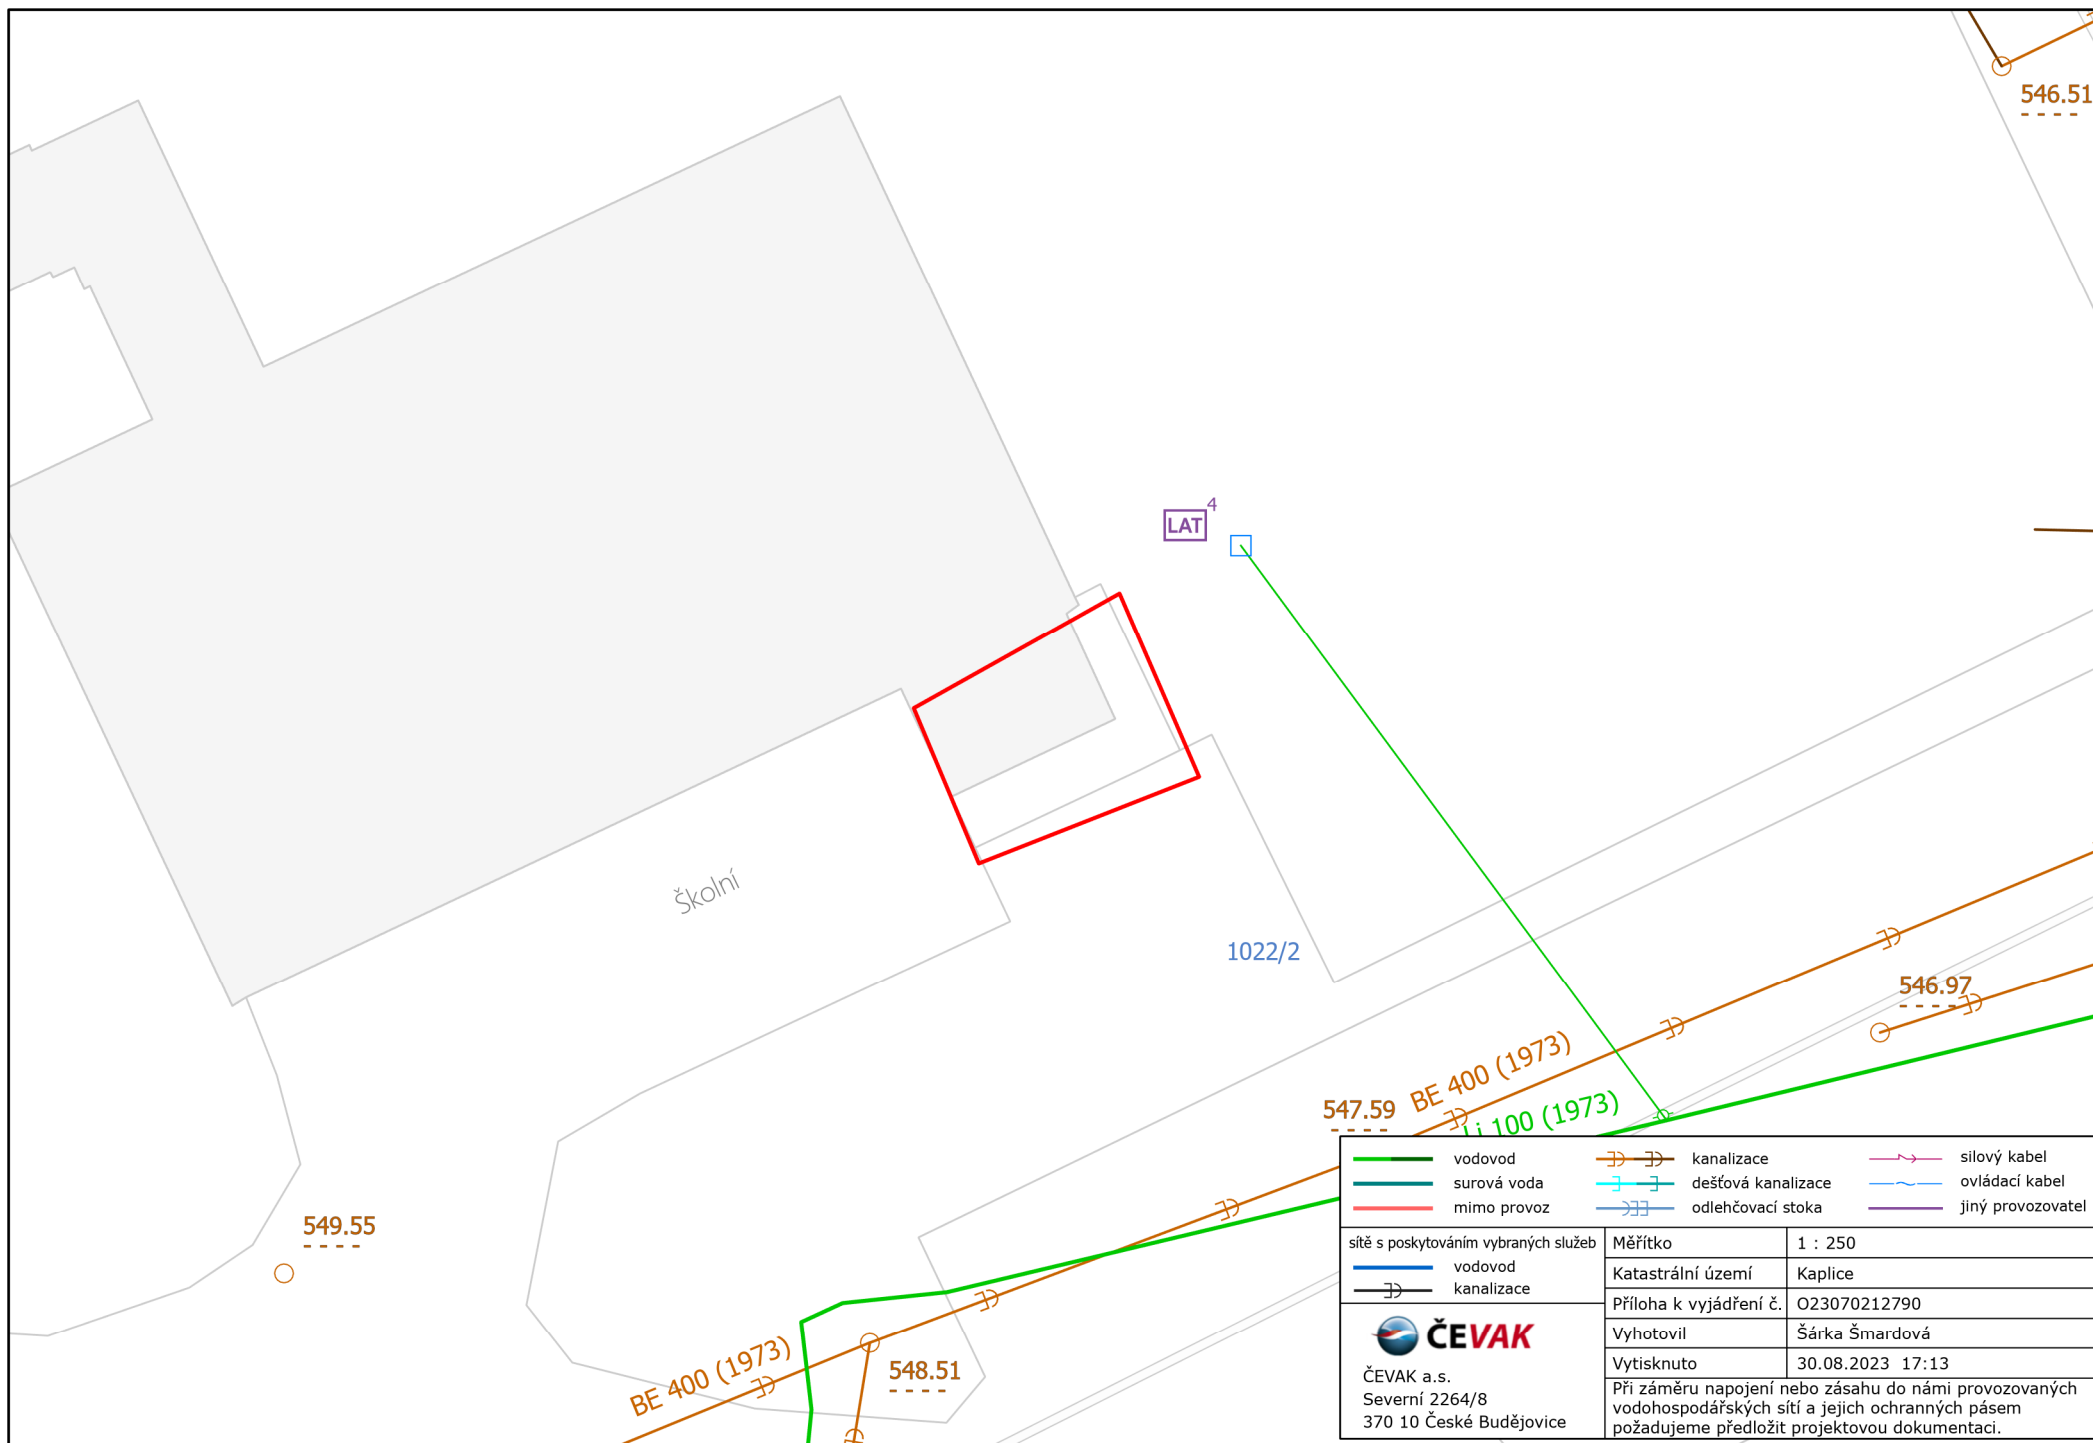 546.51
4
LAT
Školní
1022/2
546.97
BE 400 (1973)
547.59
100 (1973)
549.55
548.51
BE 400 (1973)
vodovod
surová voda
mimo provoz
kanalizace
dešťová kanalizace
odlehčovací stoka
silový kabel
ovládací kabel
jiný provozovatel
sítě s poskytováním vybraných služeb
vodovod
kanalizace
ČEVAK
ČEVAK a.s.
Severní 2264/8
370 10 České Budějovice
Měřítko 1 : 250
Katastrální území Kaplice
Příloha k vyjádření č. O23070212790
Vyhotovil Šárka Šmardová
Vytisknuto 30.08.2023 17:13
Při záměru napojení nebo zásahu do námi provozovaných
vodohospodářských sítí a jejich ochranných pásem
požadujeme předložit projektovou dokumentaci.